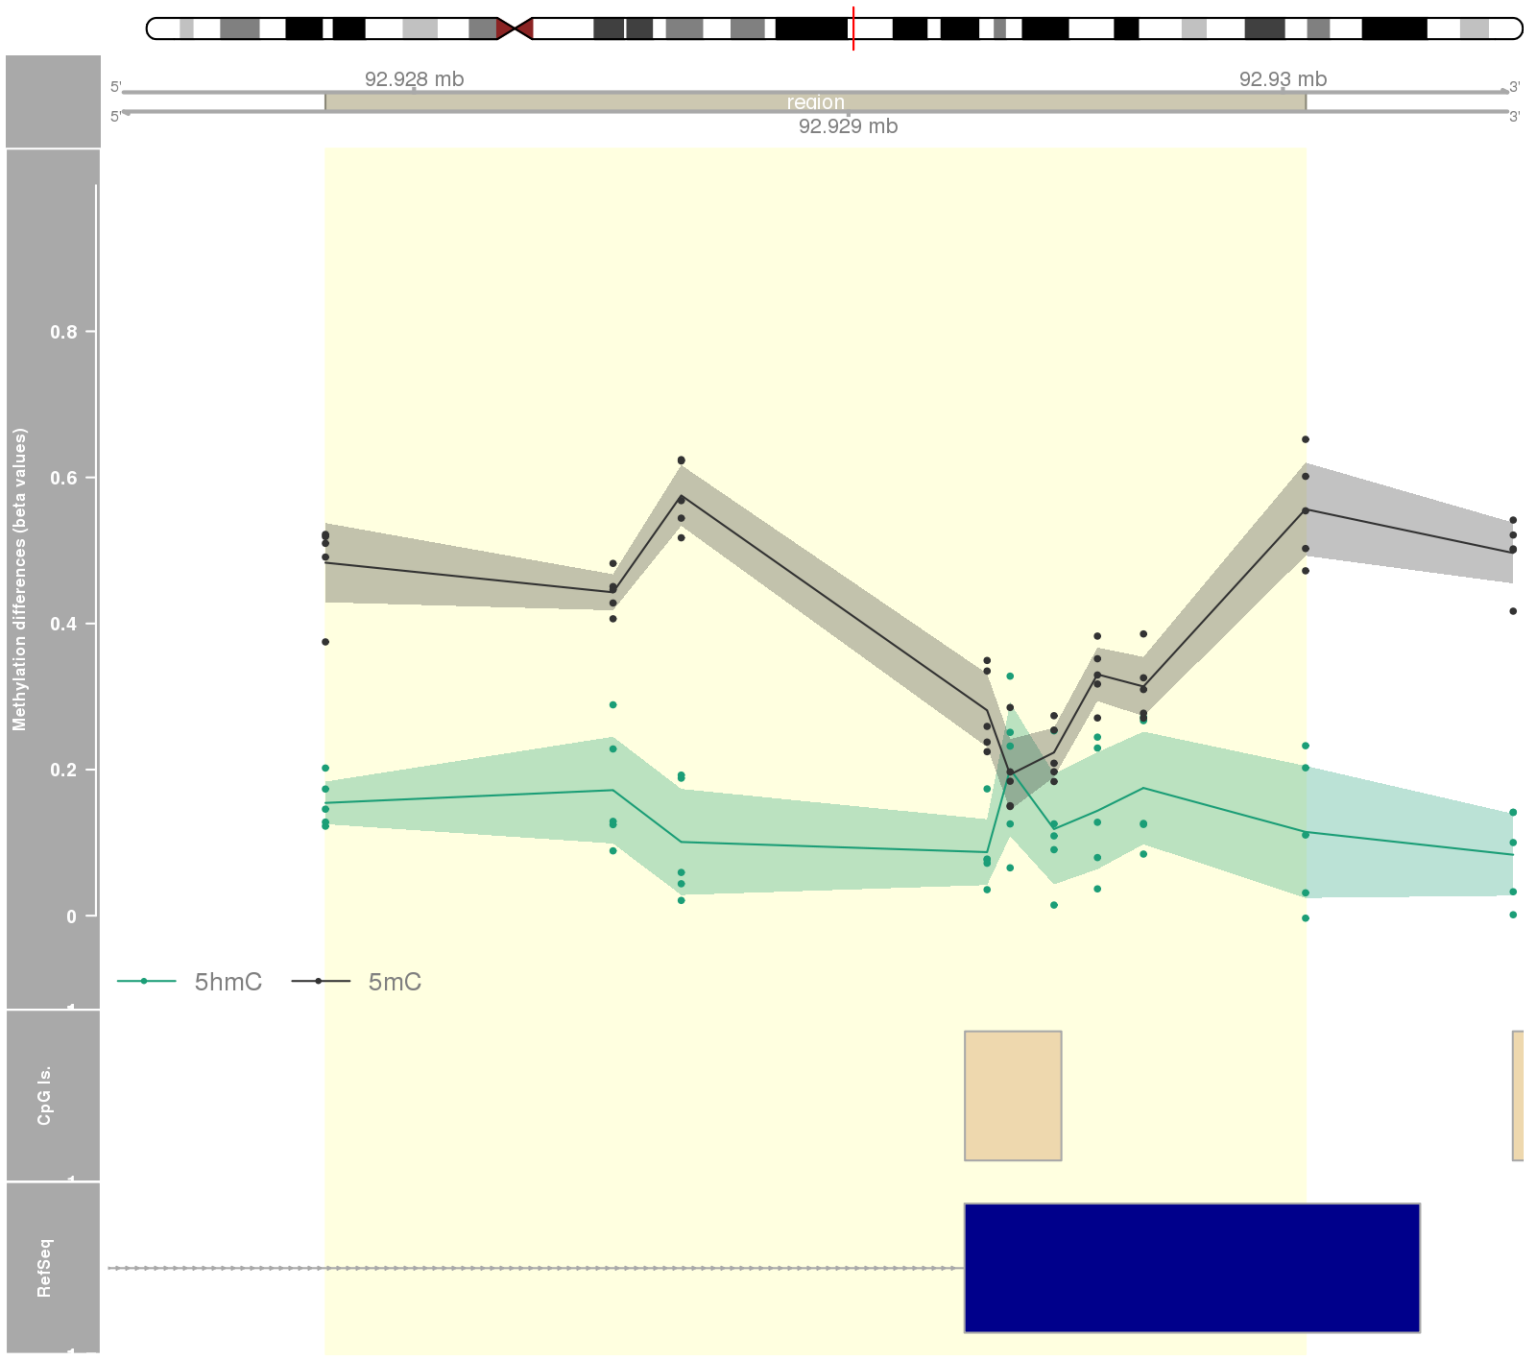 92.928 mb
92.93 mb
5'
3'
region
5'
3'
92.929 mb
Methylation differences (beta values)
0.8
0.6
0.4
0.2
0
5hmC
5mC
CpG Is.
RefSeq